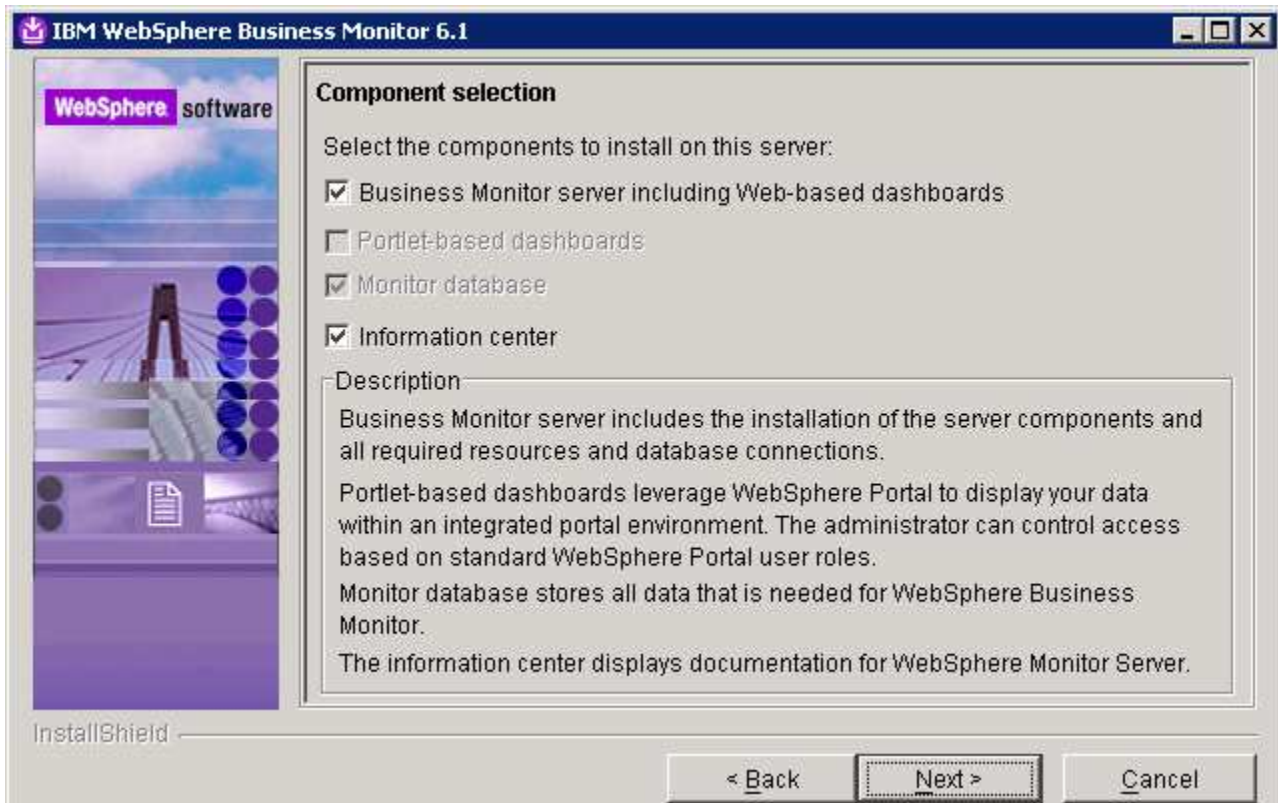 IBM WebSphere Business Monitor 6.1
WebSphere software
Component selection
Select the components to install on this server:
Business Monitor server including Web-based dashboards
Portlet-based dashboards
Monitor database
Information center
Description
Business Monitor server includes the installation of the server components and
all required resources and database connections.
Portlet-based dashboards leverage WebSphere Portal to display your data
within an integrated portal environment. The administrator can control access
based on standard WebSphere Portal user roles.
Monitor database stores all data that is needed for WebSphere Business
Monitor.
The information center displays documentation for WebSphere Monitor Server.
InstallShield
< Back
Next >
Cancel